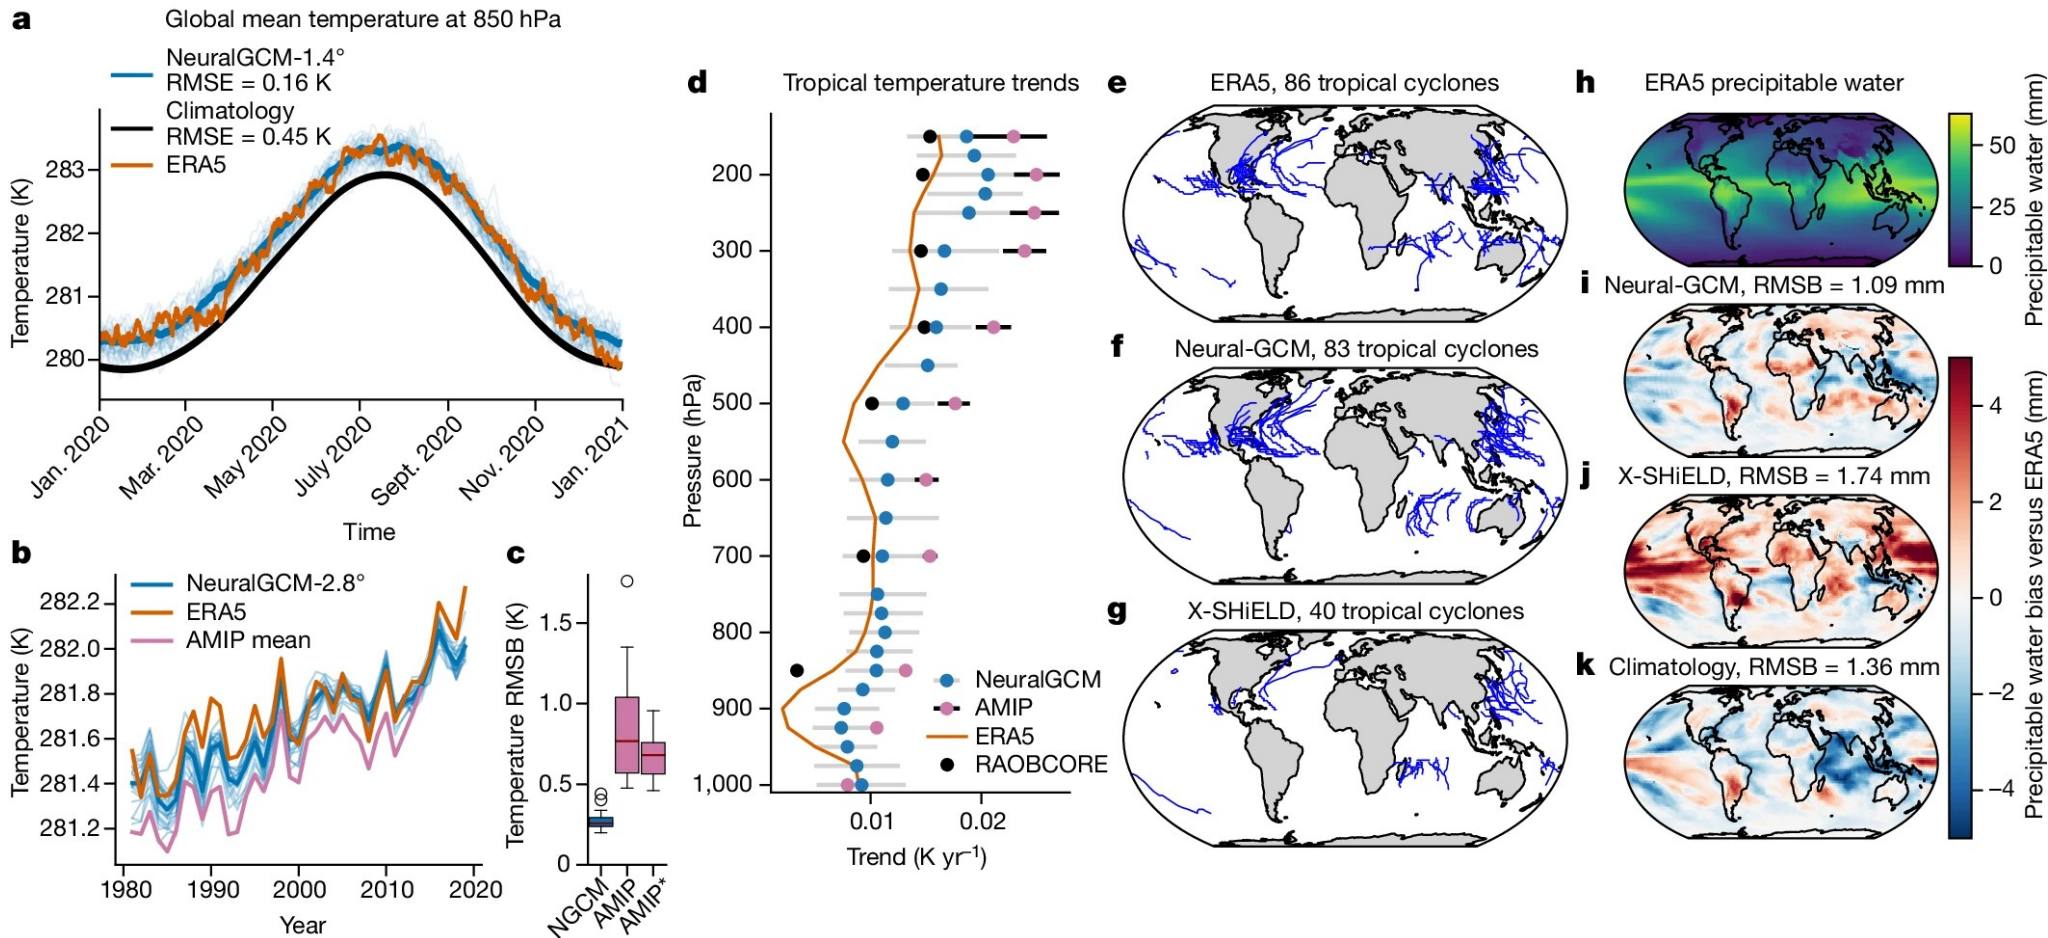 a
Global mean temperature at 850 hPa
NeuralGCM-1.4°
RMSE = 0.16 K
Climatology
RMSE = 0.45 K
ERA5
Temperature (K)
283
282
281
280
Jan. 2020
Mar. 2020
May 2020
July 2020
Sept. 2020
Nov. 2020
Jan. 2021
Time
b
NeuralGCM-2.8°
ERA5
AMIP mean
Temperature (K)
282.2
282.0
281.8
281.6
281.4
281.2
1980
1990
2000
2010
2020
Year
c
Temperature RMSB (K)
1.5
1.0
0.5
0
NGCM
AMIP
AMIP*
d
Tropical temperature trends
Pressure (hPa)
200
300
400
500
600
700
800
900
1,000
NeuralGCM
AMIP
ERA5
RAOBCORE
0.01
0.02
Trend (K yr⁻¹)
e
ERA5, 86 tropical cyclones
f
Neural-GCM, 83 tropical cyclones
g
X-SHiELD, 40 tropical cyclones
h
ERA5 precipitable water
50
25
0
Precipitable water (mm)
i
Neural-GCM, RMSB = 1.09 mm
j
X-SHiELD, RMSB = 1.74 mm
k
Climatology, RMSB = 1.36 mm
4
2
0
−2
−4
Precipitable water bias versus ERA5 (mm)